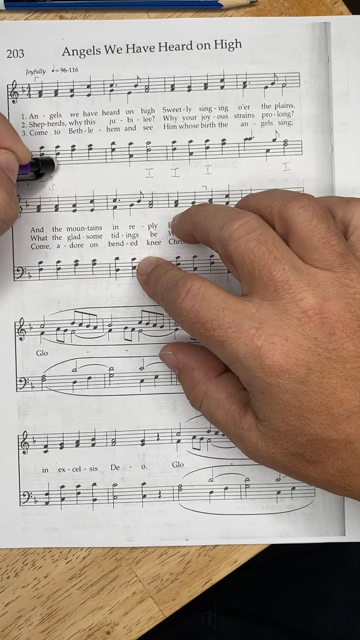 203 Angels We Have Heard on High
Joyfully ♩= 96-116
1. An - gels we have heard on high Sweet - ly sing - ing o'er the plains,
2. Shep - herds, why this ju - bi - lee? Why your joy - ous strains pro - long?
3. Come to Beth - le - hem and see Him whose birth the an - gels sing;
I I I I
And the moun - tains in re - ply
What the glad - some tid - ings be
Come, a - dore on bend - ed knee
Glo - -
in ex - cel - sis De - o. Glo